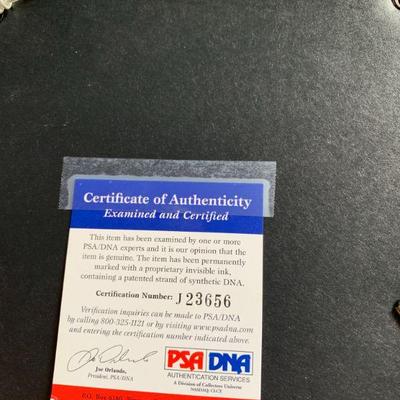 Certificate of Authenticity
Examined and Certified
This item has been examined by one or more
PSA/DNA experts and it is our opinion that the
item is genuine. The item has been permanently
marked with a proprietary invisible ink,
containing a patented strand of synthetic DNA.
Certification Number: J23656
Verification inquiries can be made to PSA/DNA
by calling 800-325-1121 or by visiting www.psadna.com
and entering the certification number indicated above.
Joe Orlando,
President, PSA/DNA
PSA DNA
AUTHENTICATION SERVICES
A Division of Collectors Universe
NASDAQ: CLCT
P.O. Box 6180